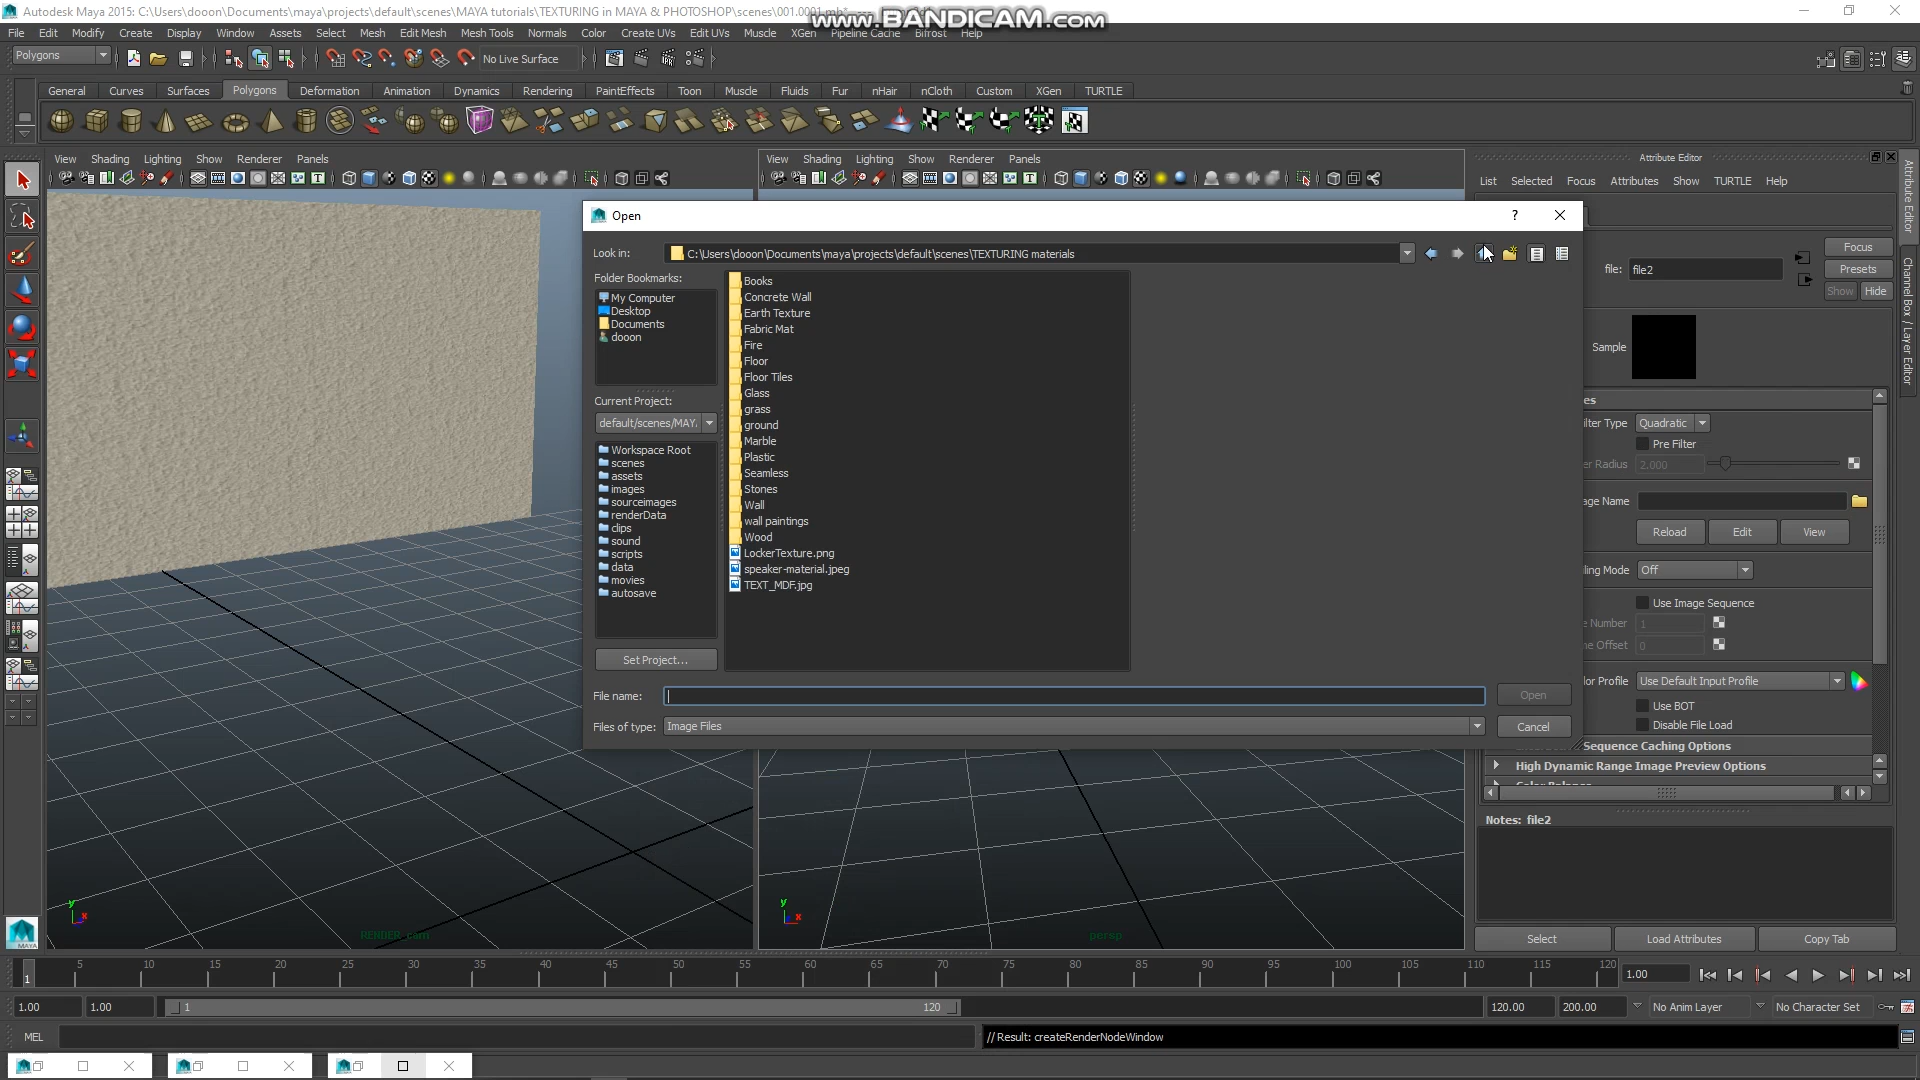 Autodesk Maya 2015: C:\Users\dooon\Documents\maya\projects\default\scenes\MAYA tutorials\TEXTURING in MAYA & PHOTOSHOP\scenes\001.0001.mb*
www.BANDICAM.com
File Edit Modify Create Display Window Assets Select Mesh Edit Mesh Mesh Tools Normals Color Create UVs Edit UVs Muscle XGen Pipeline Cache Bifrost Help
Polygons No Live Surface
General Curves Surfaces Polygons Deformation Animation Dynamics Rendering PaintEffects Toon Muscle Fluids Fur nHair nCloth Custom XGen TURTLE
View Shading Lighting Show Renderer Panels
View Shading Lighting Show Renderer Panels
Attribute Editor
List Selected Focus Attributes Show TURTLE Help
Attribute Editor
Channel Box / Layer Editor
Open
?
Look in: C:\Users\dooon\Documents\maya\projects\default\scenes\TEXTURING materials
Folder Bookmarks:
My Computer
Desktop
Documents
dooon
Current Project:
default/scenes/MAY.
Workspace Root
scenes
assets
images
sourceimages
renderData
clips
sound
scripts
data
movies
autosave
Set Project...
Books
Concrete Wall
Earth Texture
Fabric Mat
Fire
Floor
Floor Tiles
Glass
grass
ground
Marble
Plastic
Seamless
Stones
Wall
wall paintings
Wood
LockerTexture.png
speaker-material.jpeg
TEXT_MDF.jpg
File name: Open
Files of type: Image Files Cancel
Focus
file: file2 Presets
Show Hide
Sample
es
ilter Type Quadratic
Pre Filter
er Radius 2.000
age Name
Reload Edit View
ling Mode Off
Use Image Sequence
e Number 1
ne Offset 0
lor Profile Use Default Input Profile
Use BOT
Disable File Load
Sequence Caching Options
High Dynamic Range Image Preview Options
Color Balance
Notes: file2
Select Load Attributes Copy Tab
y x
RENDER_cam
y x
persp
1 5 10 15 20 25 30 35 40 45 50 55 60 65 70 75 80 85 90 95 100 105 110 115 120 1.00
1.00 1.00 1 120 120.00 200.00 No Anim Layer No Character Set
MEL // Result: createRenderNodeWindow
MAYA